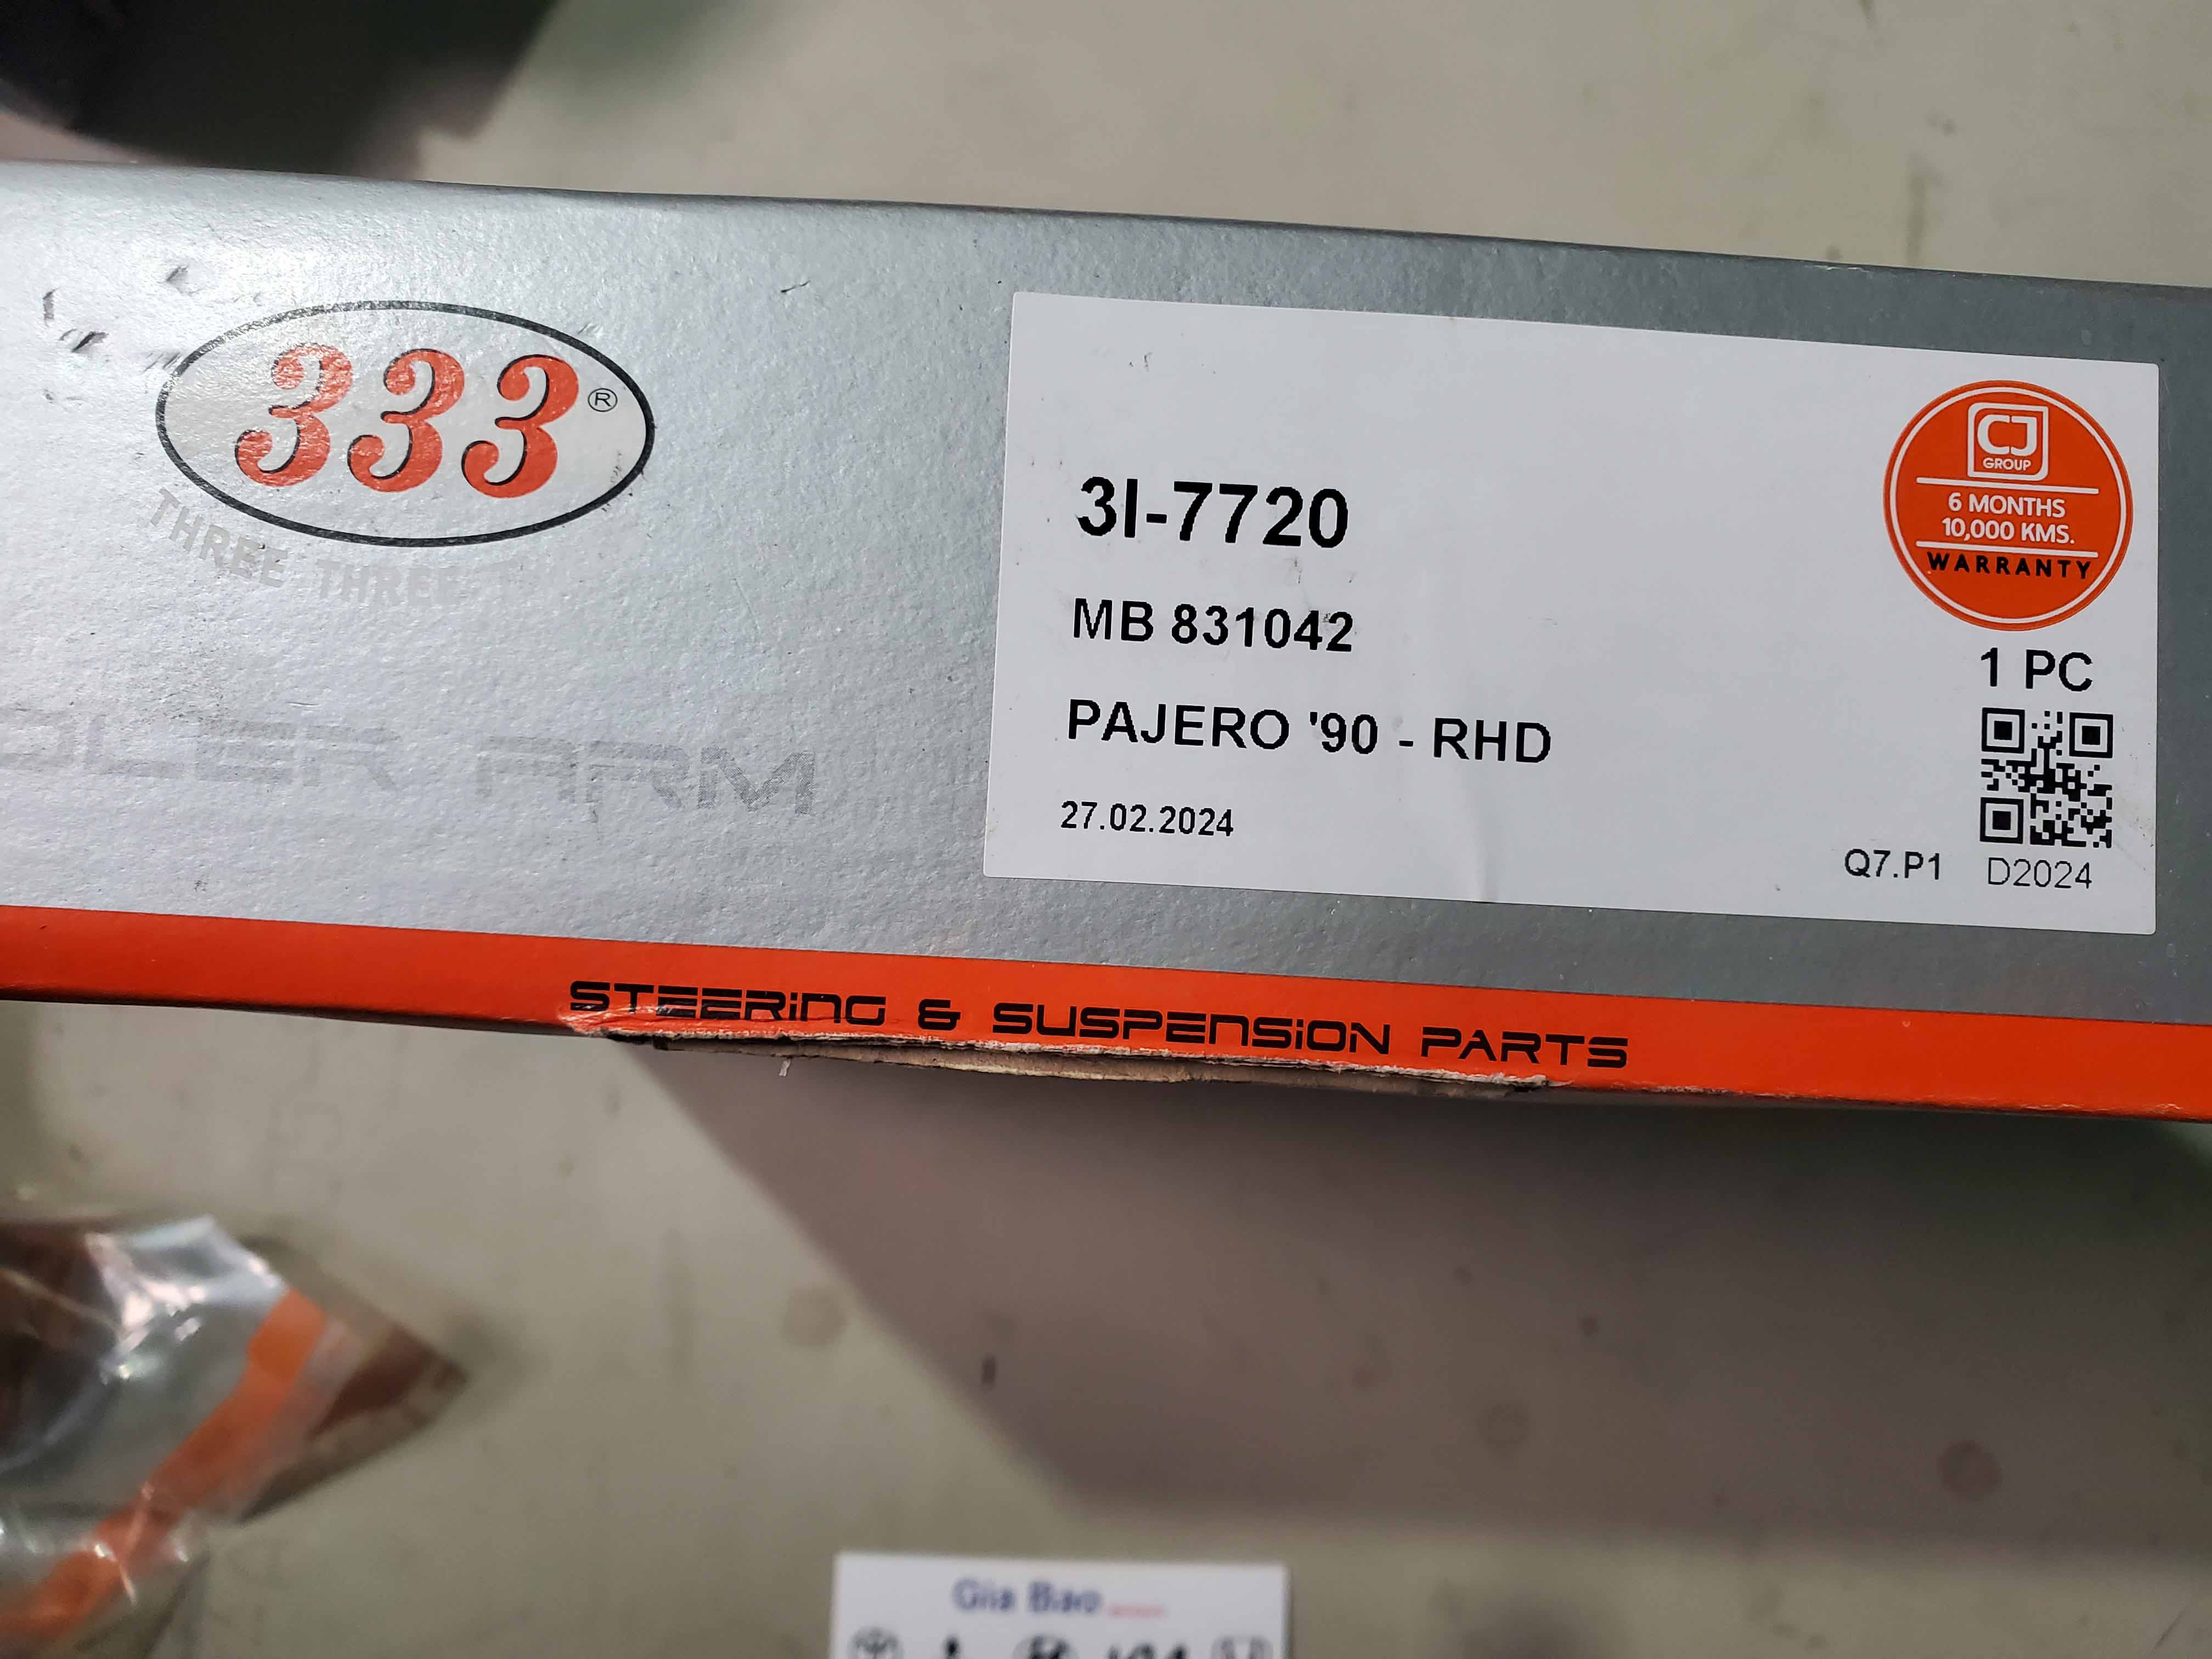 333®
THREE THREE
ARM
3I-7720
MB 831042
PAJERO '90 - RHD
27.02.2024
CJ
GROUP
6 MONTHS
10,000 KMS.
WARRANTY
1 PC
Q7.P1 D2024
STEERING & SUSPENSION PARTS
Gia Bao